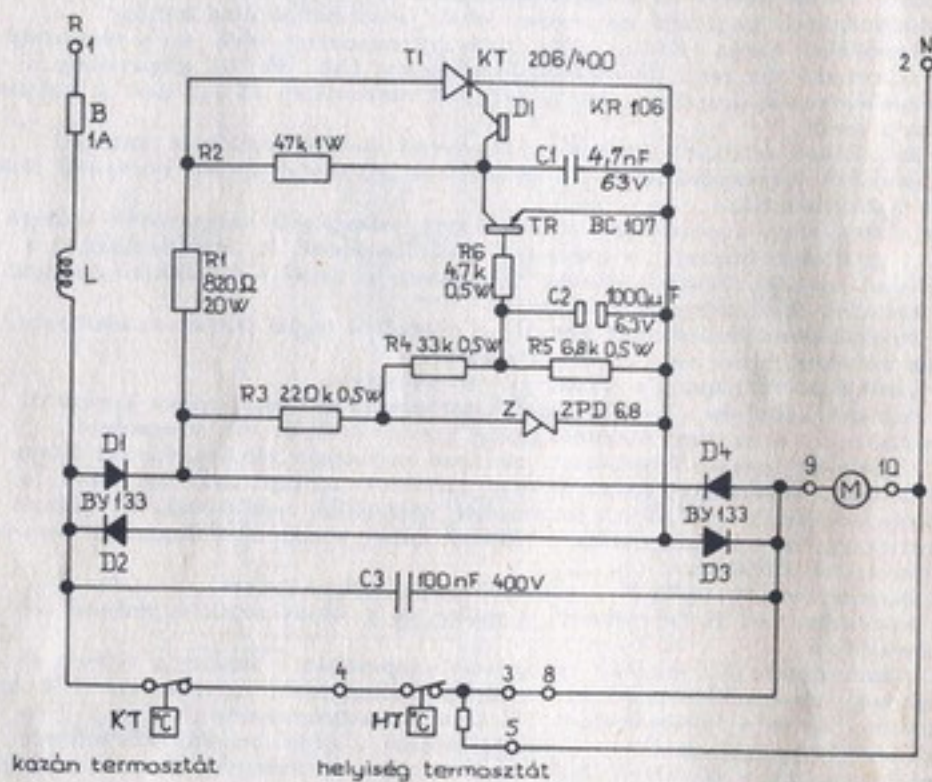 R
1
N
2
T1
KT 206/400
D1
KR 106
B
1A
R2
47k 1W
C1
4,7nF
63V
TR
BC 107
L
R1
820Ω
20W
R6
4.7k
0,5W
C2
1000µF
6,3V
R4 33k 0,5W
R5 6,8k 0,5W
R3 220k 0,5W
Z
ZPD 6,8
D1
BY 133
D4
BY 133
9
M
10
D2
D3
C3
100nF 400V
4
3
8
KT
°C
HT
°C
5
kazán termosztát
helyiség termosztát